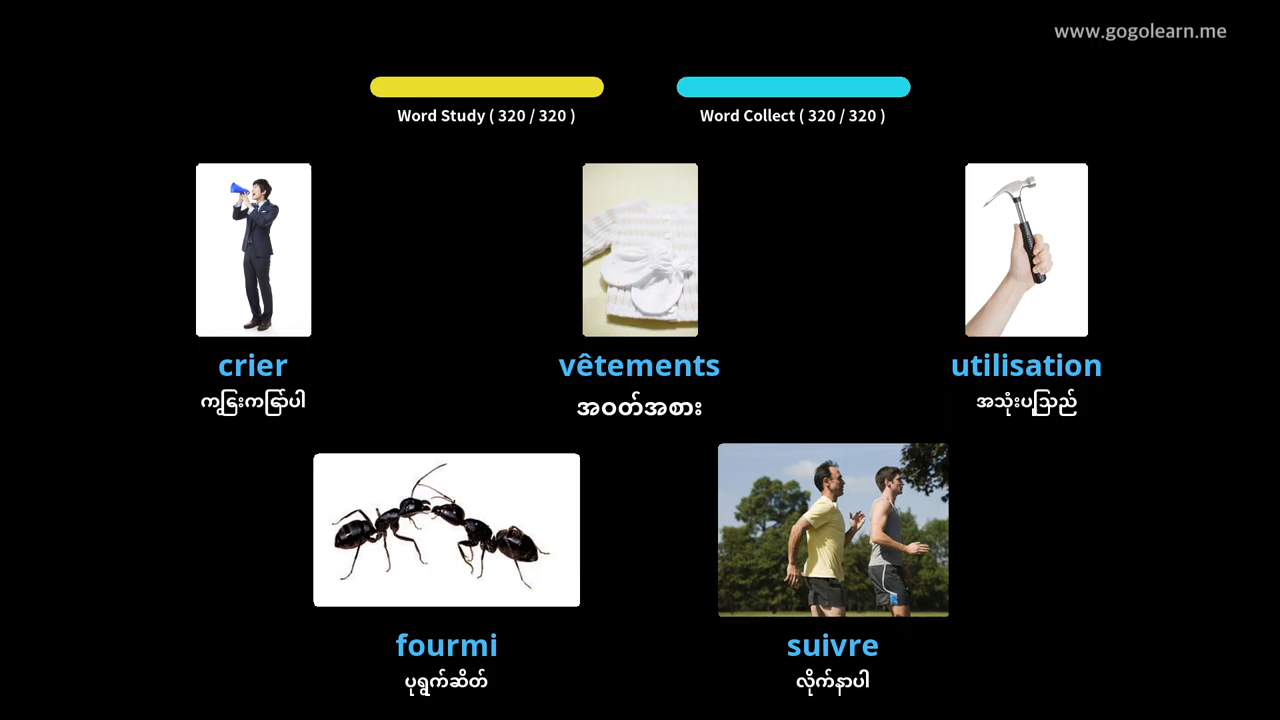 www.gogolearn.me
Word Study ( 320 / 320 )
Word Collect ( 320 / 320 )
crier
ကြွေးကြော်ပါ
vêtements
အဝတ်အစား
utilisation
အသုံးပြုသည်
fourmi
ပုရွက်ဆိတ်
suivre
လိုက်နာပါ